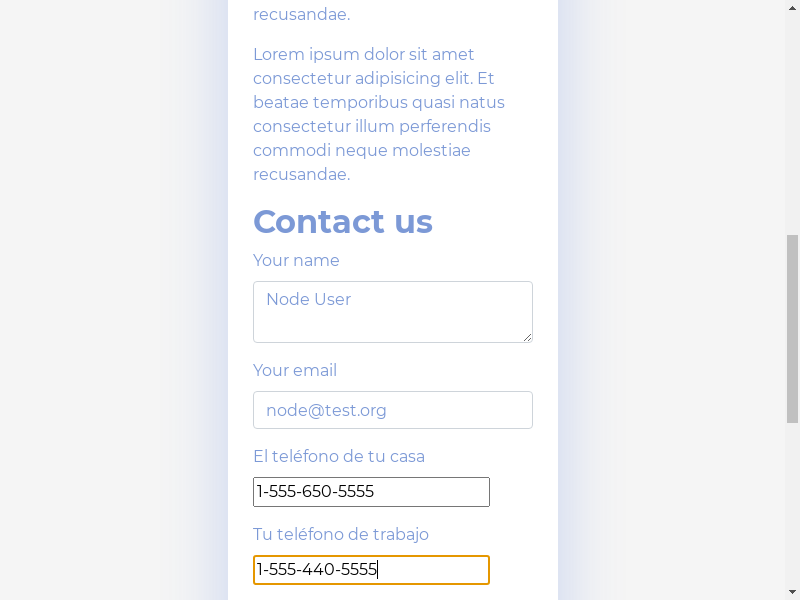 recusandae.
Lorem ipsum dolor sit amet
consectetur adipisicing elit. Et
beatae temporibus quasi natus
consectetur illum perferendis
commodi neque molestiae
recusandae.
Contact us
Your name
Node User
Your email
node@test.org
El teléfono de tu casa
1-555-650-5555
Tu teléfono de trabajo
1-555-440-5555